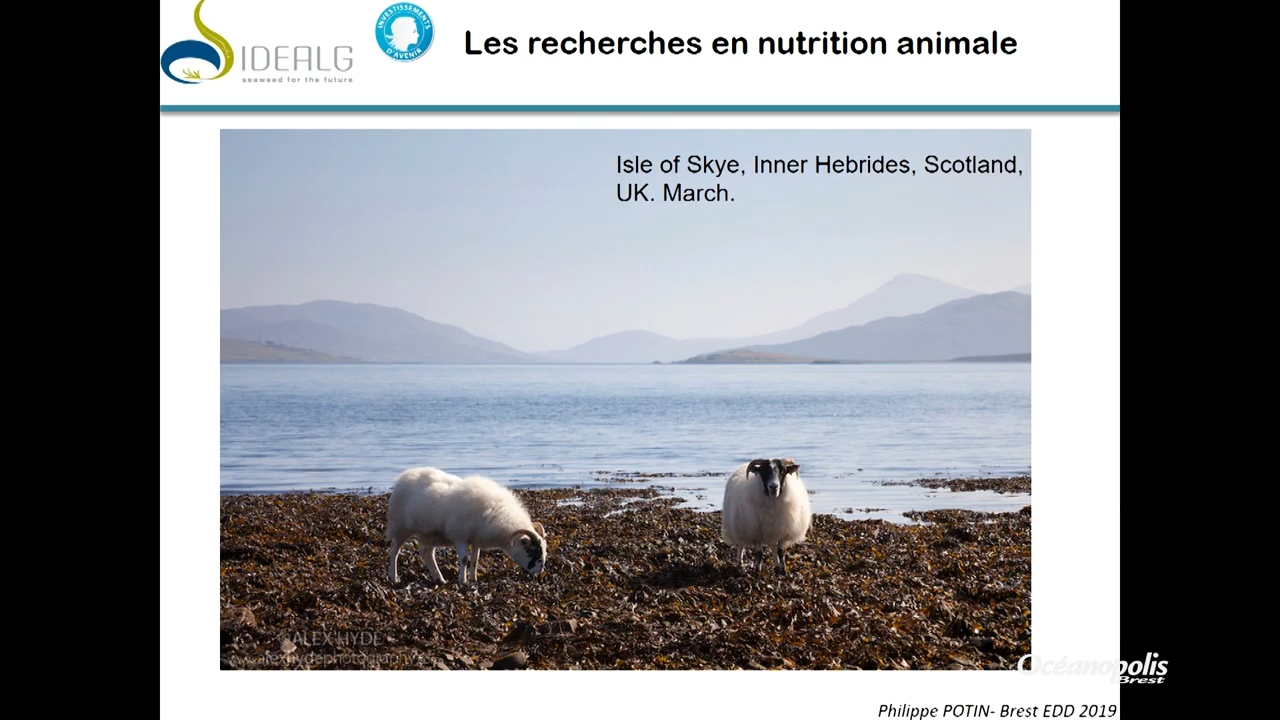 IDEALG
seaweed for the future
INVESTISSEMENTS
D'AVENIR
Les recherches en nutrition animale
Isle of Skye, Inner Hebrides, Scotland,
UK. March.
ALEX HYDE
alexhydephotography
Océanopolis
Brest
Philippe POTIN- Brest EDD 2019